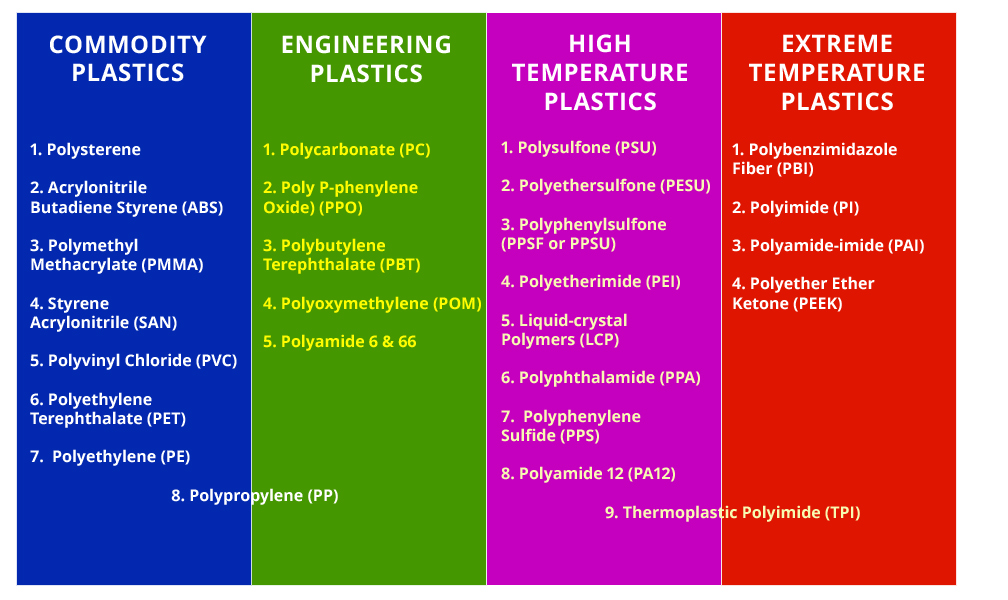 COMMODITY
PLASTICS
1. Polysterene
2. Acrylonitrile
Butadiene Styrene (ABS)
3. Polymethyl
Methacrylate (PMMA)
4. Styrene
Acrylonitrile (SAN)
5. Polyvinyl Chloride (PVC)
6. Polyethylene
Terephthalate (PET)
7.  Polyethylene (PE)
8. Polypropylene (PP)
ENGINEERING
PLASTICS
1. Polycarbonate (PC)
2. Poly P-phenylene
Oxide) (PPO)
3. Polybutylene
Terephthalate (PBT)
4. Polyoxymethylene (POM)
5. Polyamide 6 & 66
HIGH
TEMPERATURE
PLASTICS
1. Polysulfone (PSU)
2. Polyethersulfone (PESU)
3. Polyphenylsulfone
(PPSF or PPSU)
4. Polyetherimide (PEI)
5. Liquid-crystal
Polymers (LCP)
6. Polyphthalamide (PPA)
7.  Polyphenylene
Sulfide (PPS)
8. Polyamide 12 (PA12)
9. Thermoplastic Polyimide (TPI)
EXTREME
TEMPERATURE
PLASTICS
1. Polybenzimidazole
Fiber (PBI)
2. Polyimide (PI)
3. Polyamide-imide (PAI)
4. Polyether Ether
Ketone (PEEK)